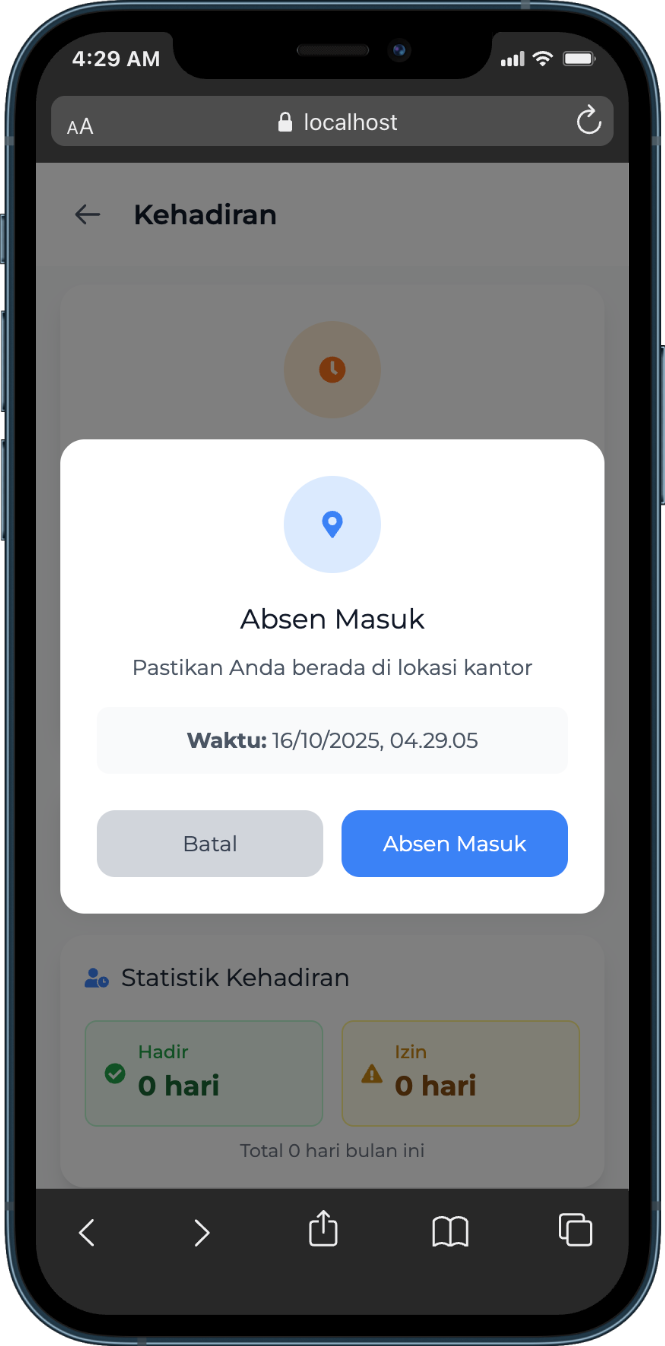 4:29 AM
AA
localhost
Kehadiran
Absen Masuk
Pastikan Anda berada di lokasi kantor
Waktu: 16/10/2025, 04.29.05
Batal
Absen Masuk
Statistik Kehadiran
Hadir
0 hari
Izin
0 hari
Total 0 hari bulan ini